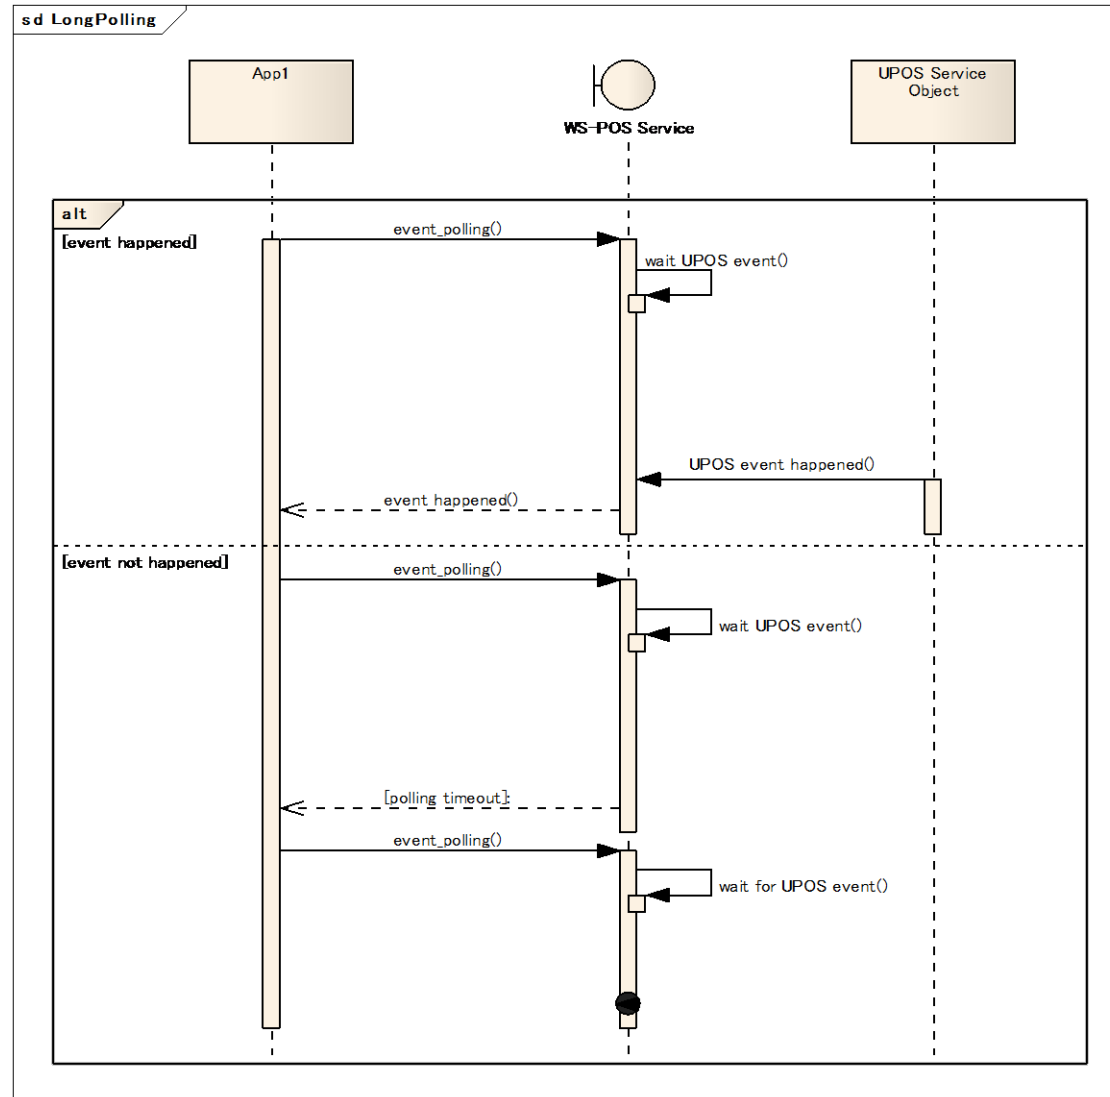 sd LongPolling
App1
WS-POS Service
UPOS Service
Object
alt
[event happened]
event_polling()
wait UPOS event()
UPOS event happened()
event happened()
[event not happened]
event_polling()
wait UPOS event()
[polling timeout]:
event_polling()
wait for UPOS event()